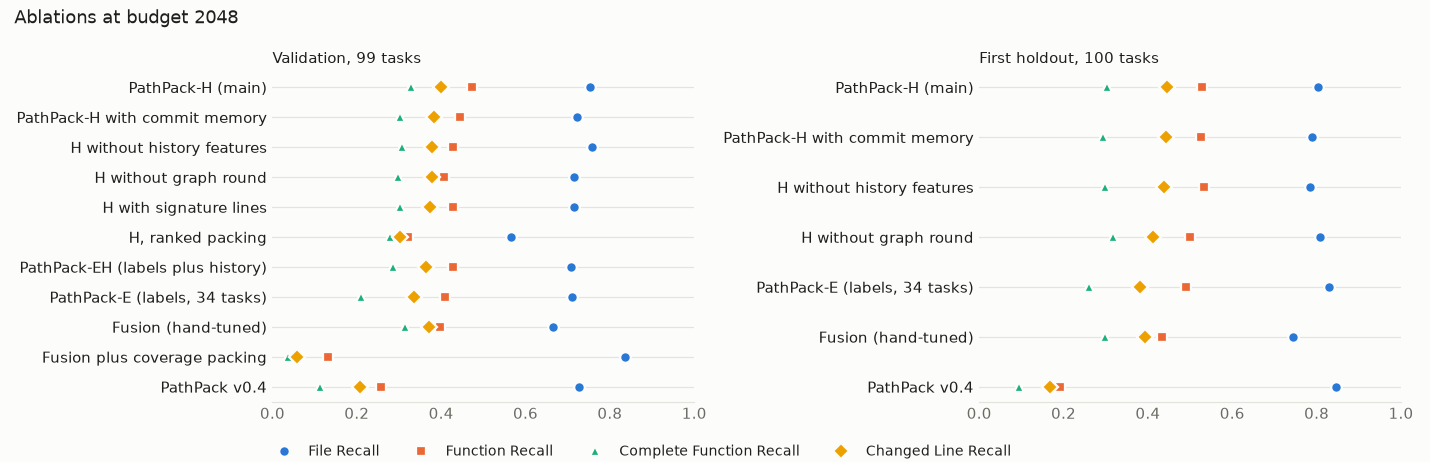 Ablations at budget 2048
Validation, 99 tasks
PathPack-H (main)
PathPack-H with commit memory
H without history features
H without graph round
H with signature lines
H, ranked packing
PathPack-EH (labels plus history)
PathPack-E (labels, 34 tasks)
Fusion (hand-tuned)
Fusion plus coverage packing
PathPack v0.4
0.0 0.2 0.4 0.6 0.8 1.0
First holdout, 100 tasks
PathPack-H (main)
PathPack-H with commit memory
H without history features
H without graph round
PathPack-E (labels, 34 tasks)
Fusion (hand-tuned)
PathPack v0.4
0.0 0.2 0.4 0.6 0.8 1.0
File Recall Function Recall Complete Function Recall Changed Line Recall